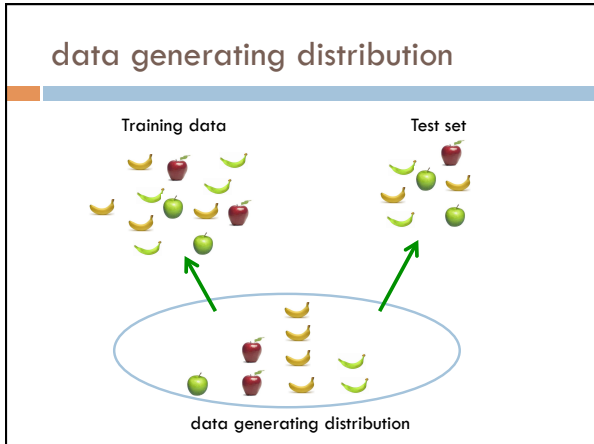 data generating distribution
Training data
Test set
data generating distribution